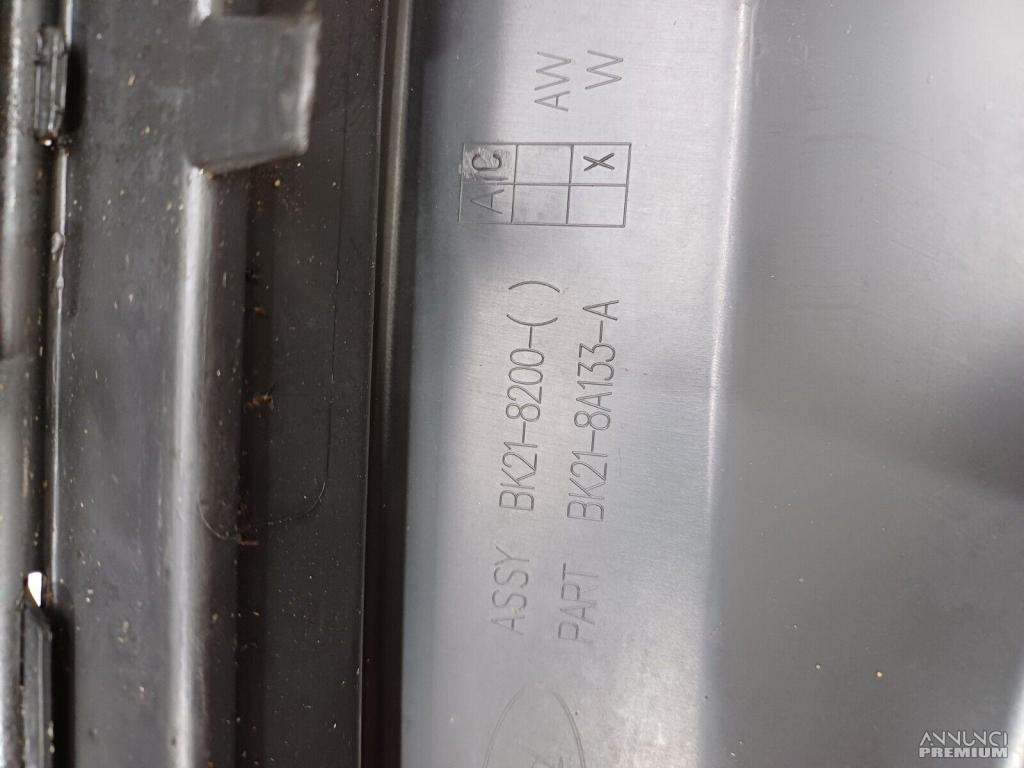 ASSY BK21-8200-( )
PART BK21-8A133-A
A C
X
AW
W
ANNUNCI
PREMIUM